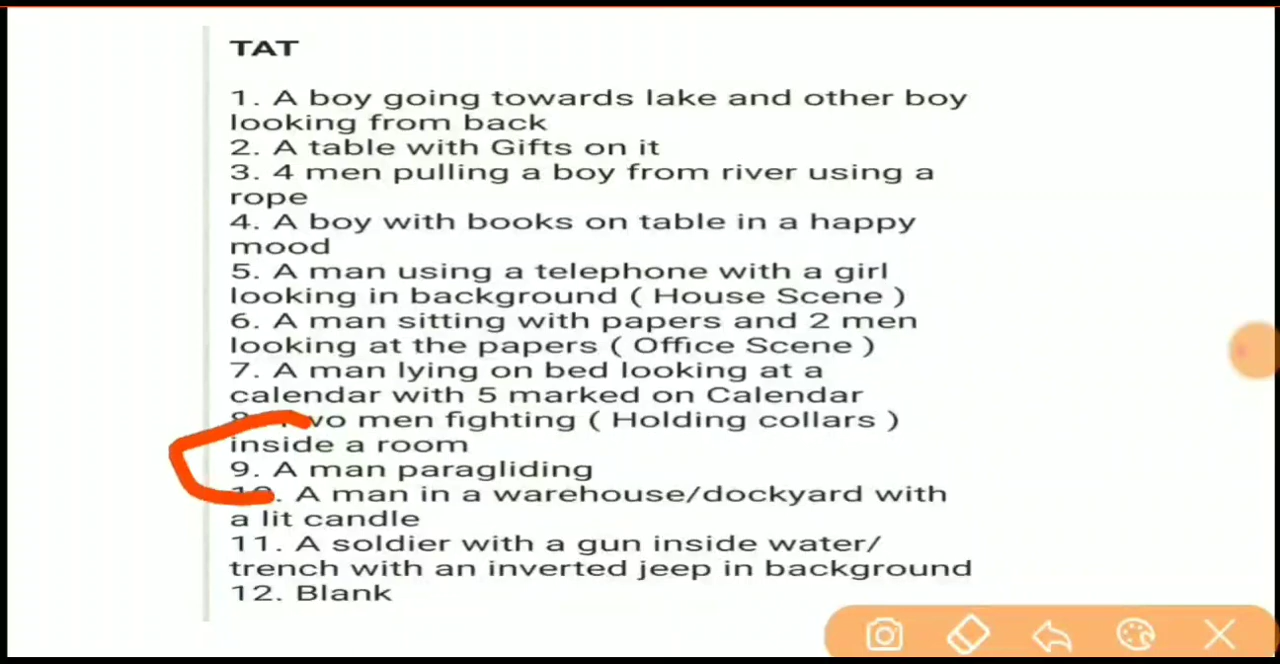 TAT
1. A boy going towards lake and other boy
looking from back
2. A table with Gifts on it
3. 4 men pulling a boy from river using a
rope
4. A boy with books on table in a happy
mood
5. A man using a telephone with a girl
looking in background ( House Scene )
6. A man sitting with papers and 2 men
looking at the papers ( Office Scene )
7. A man lying on bed looking at a
calendar with 5 marked on Calendar
8. Two men fighting ( Holding collars )
inside a room
9. A man paragliding
10. A man in a warehouse/dockyard with
a lit candle
11. A soldier with a gun inside water/
trench with an inverted jeep in background
12. Blank